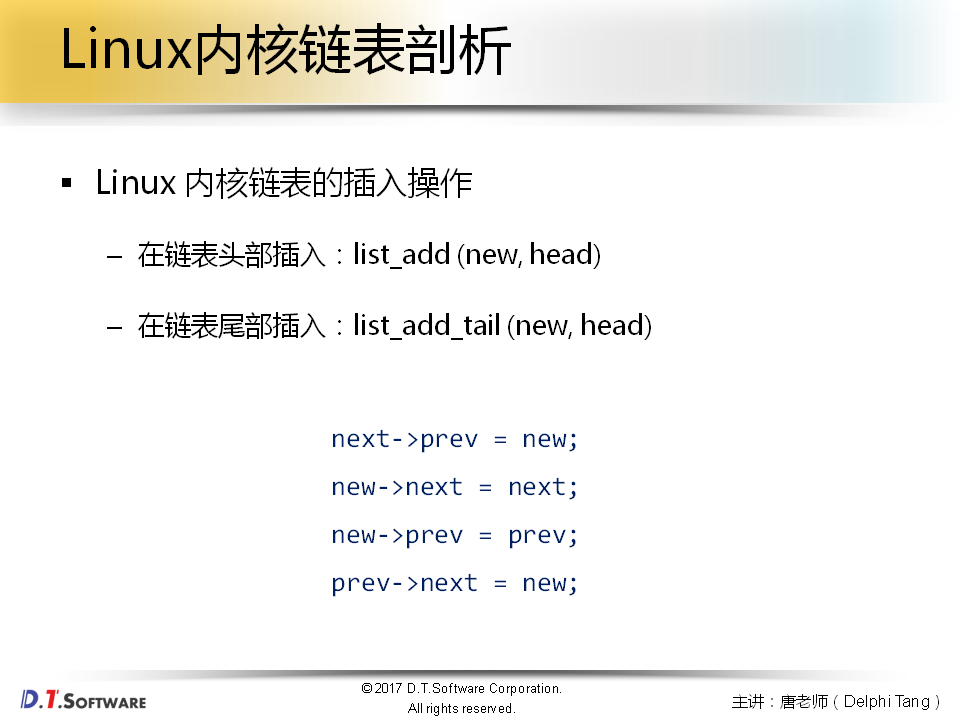 Linux内核链表剖析
▪ Linux 内核链表的插入操作
– 在链表头部插入：list_add (new, head)
– 在链表尾部插入：list_add_tail (new, head)
next->prev = new;
new->next = next;
new->prev = prev;
prev->next = new;
D.T.SOFTWARE
©2017 D.T.Software Corporation.
All rights reserved.
主讲：唐老师（Delphi Tang）